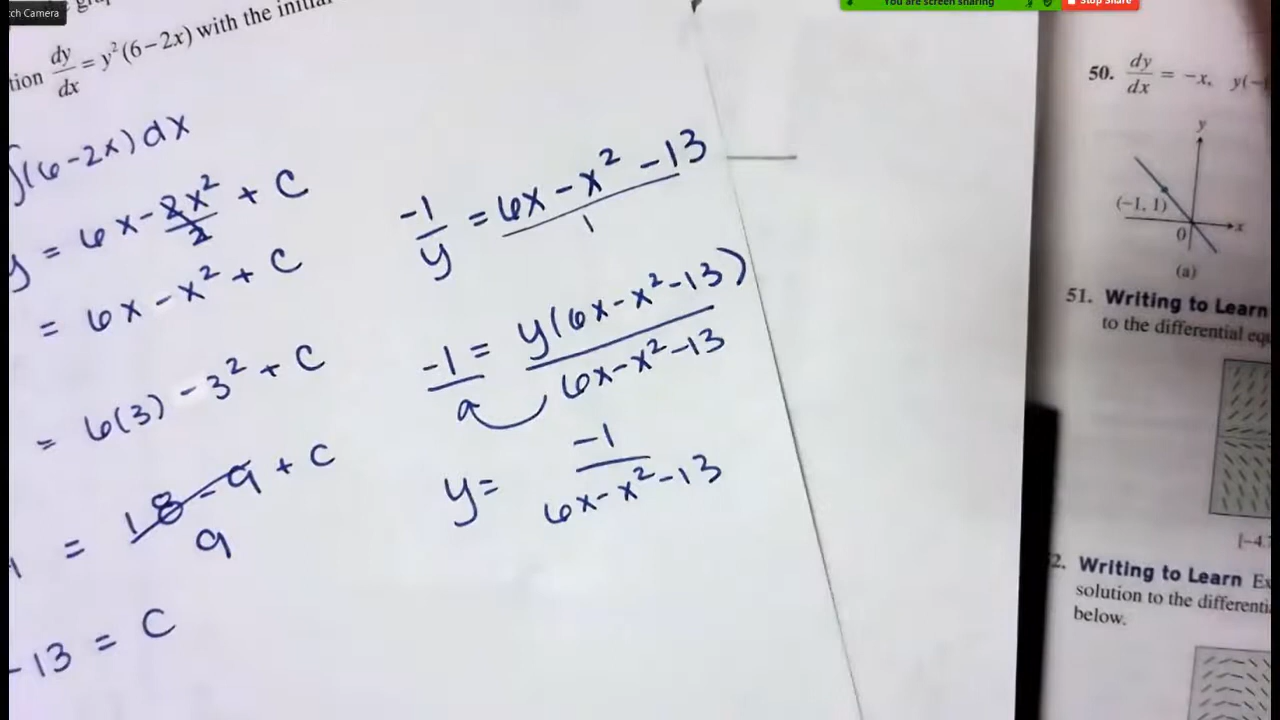 tch Camera
You are screen sharing
Stop Share
tion dy/dx = y²(6 − 2x) with the initial
∫(6 - 2x) dx
y = 6x - 2x²/2 + C
= 6x - x² + C
= 6(3) - 3² + C
= 18 - 9 + C
9
-13 = C
-1/y = 6x - x² - 13
1
-1 = y(6x - x² - 13)
6x - x² - 13
y = -1/(6x - x² - 13)
50. dy/dx = −x, y(−
y
(−1, 1)
0
x
(a)
51. Writing to Learn
to the differential equ
[−4.7
2. Writing to Learn Ex
solution to the differenti
below.